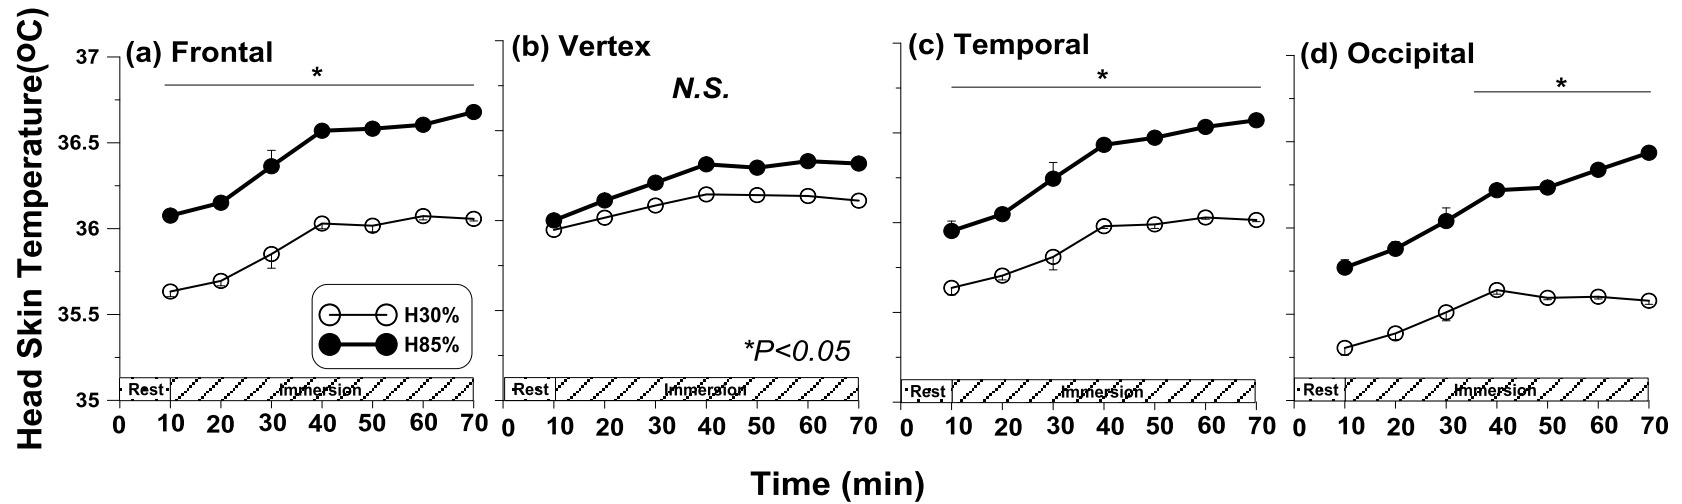 Head Skin Temperature(ºC)
(a) Frontal
*
37
36.5
36
35.5
35
H30%
H85%
Rest
Immersion
0 10 20 30 40 50 60 70
(b) Vertex
N.S.
*P<0.05
Rest
Immersion
0 10 20 30 40 50 60 70
(c) Temporal
*
Rest
Immersion
0 10 20 30 40 50 60 70
(d) Occipital
*
Rest
Immersion
0 10 20 30 40 50 60 70
Time (min)